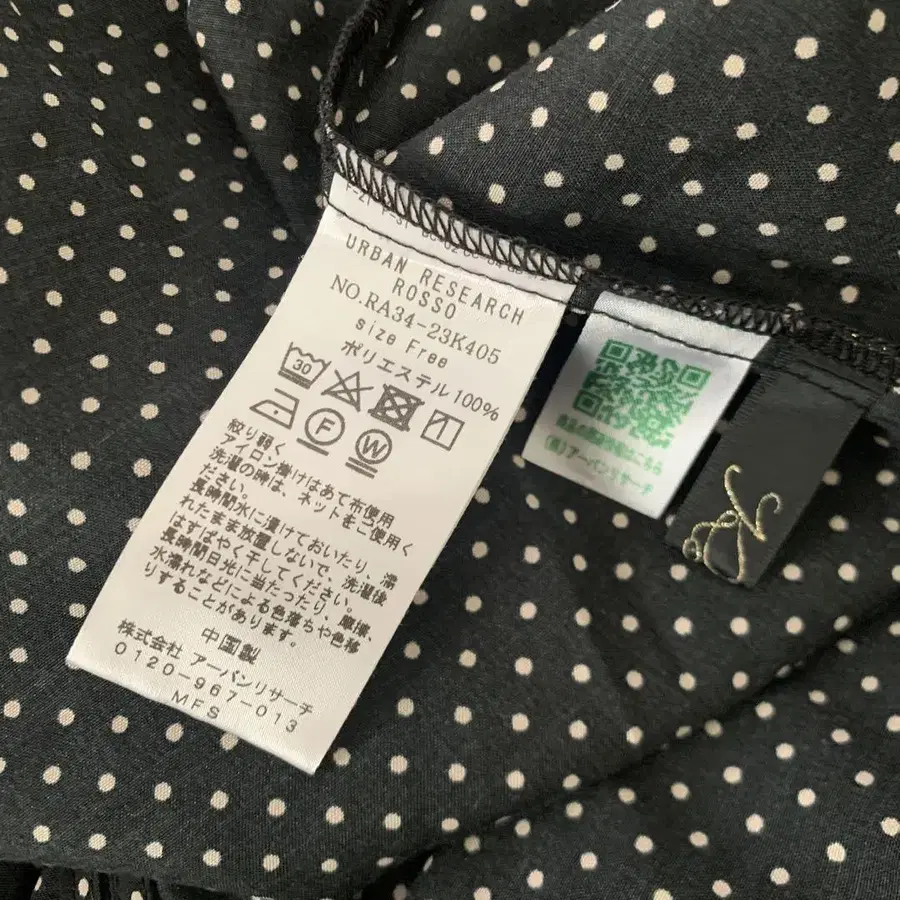 URBAN RESEARCH
ROSSO
NO.RA34-23K405
size Free
ポリエステル100%
30
F
W
絞り弱く
アイロン掛けはあて布使用
洗濯の時は、ネットをご使用く
ださい。
長時間水に漬けておいたり、濡
れたまま放置しないで、洗濯後
はすばやく干してください。
長時間日光に当たったり、摩擦、
水濡れなどによる色落ちや色移
りすることがあります。
中国製
株式会社 アーバンリサーチ
0120-967-013
MFS
(株)アーバンリサーチ